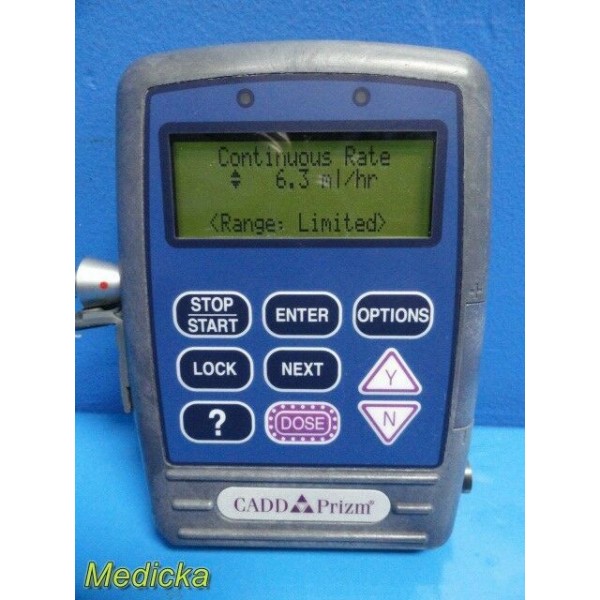 Continuous Rate
6.3 ml/hr
<Range: Limited>
STOP
START
ENTER
OPTIONS
LOCK
NEXT
Y
?
DOSE
N
CADD Prizm®
Medicka